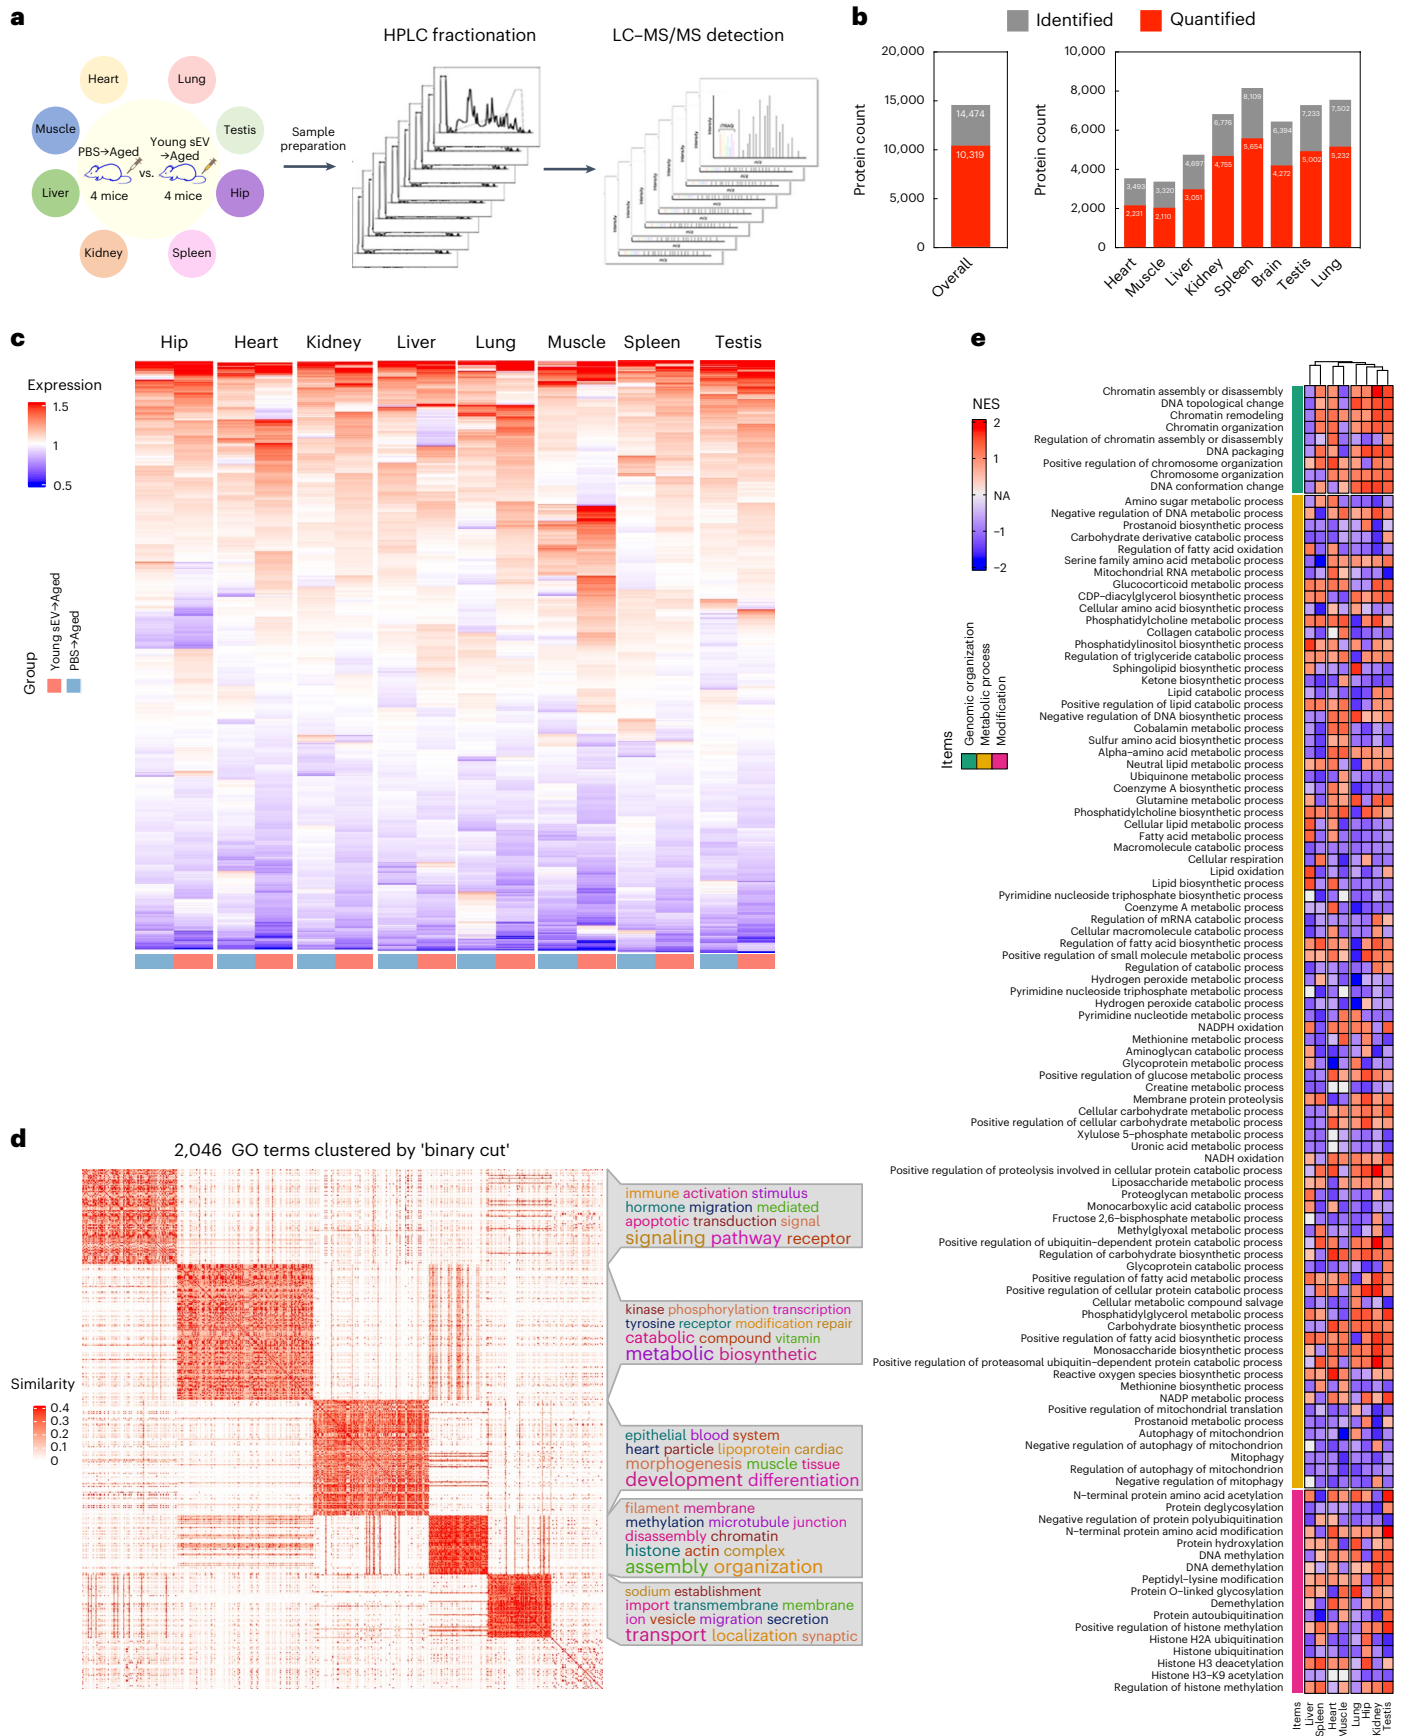 a
HPLC fractionation
LC–MS/MS detection
Heart
Lung
Muscle
Testis
PBS→Aged
Young sEV
→Aged
vs.
4 mice
4 mice
Liver
Hip
Kidney
Spleen
Sample
preparation
b
Identified
Quantified
Protein count
20,000
15,000
10,000
5,000
0
14,474
10,319
Overall
Protein count
10,000
8,000
6,000
4,000
2,000
0
3,493
2,231
3,320
2,110
4,697
3,051
6,776
4,755
8,109
5,654
6,394
4,272
7,233
5,002
7,502
5,232
Heart
Muscle
Liver
Kidney
Spleen
Brain
Testis
Lung
c
Hip
Heart
Kidney
Liver
Lung
Muscle
Spleen
Testis
Expression
1.5
1
0.5
Group
Young sEV→Aged
PBS→Aged
d
2,046 GO terms clustered by 'binary cut'
Similarity
0.4
0.3
0.2
0.1
0
immune activation stimulus
hormone migration mediated
apoptotic transduction signal
signaling pathway receptor
kinase phosphorylation transcription
tyrosine receptor modification repair
catabolic compound vitamin
metabolic biosynthetic
epithelial blood system
heart particle lipoprotein cardiac
morphogenesis muscle tissue
development differentiation
filament membrane
methylation microtubule junction
disassembly chromatin
histone actin complex
assembly organization
sodium establishment
import transmembrane membrane
ion vesicle migration secretion
transport localization synaptic
e
NES
2
1
NA
−1
−2
Items
Genomic organization
Metabolic process
Modification
Chromatin assembly or disassembly
DNA topological change
Chromatin remodeling
Chromatin organization
Regulation of chromatin assembly or disassembly
DNA packaging
Positive regulation of chromosome organization
Chromosome organization
DNA conformation change
Amino sugar metabolic process
Negative regulation of DNA metabolic process
Prostanoid biosynthetic process
Carbohydrate derivative catabolic process
Regulation of fatty acid oxidation
Serine family amino acid metabolic process
Mitochondrial RNA metabolic process
Glucocorticoid metabolic process
CDP−diacylglycerol biosynthetic process
Cellular amino acid biosynthetic process
Phosphatidylcholine metabolic process
Collagen catabolic process
Phosphatidylinositol biosynthetic process
Regulation of triglyceride catabolic process
Sphingolipid biosynthetic process
Ketone biosynthetic process
Lipid catabolic process
Positive regulation of lipid catabolic process
Negative regulation of DNA biosynthetic process
Cobalamin metabolic process
Sulfur amino acid biosynthetic process
Alpha−amino acid metabolic process
Neutral lipid metabolic process
Ubiquinone metabolic process
Coenzyme A biosynthetic process
Glutamine metabolic process
Phosphatidylcholine biosynthetic process
Cellular lipid metabolic process
Fatty acid metabolic process
Macromolecule catabolic process
Cellular respiration
Lipid oxidation
Lipid biosynthetic process
Pyrimidine nucleoside triphosphate biosynthetic process
Coenzyme A metabolic process
Regulation of mRNA catabolic process
Cellular macromolecule catabolic process
Regulation of fatty acid biosynthetic process
Positive regulation of small molecule metabolic process
Regulation of catabolic process
Hydrogen peroxide metabolic process
Pyrimidine nucleoside triphosphate metabolic process
Hydrogen peroxide catabolic process
Pyrimidine nucleotide metabolic process
NADPH oxidation
Methionine metabolic process
Aminoglycan catabolic process
Glycoprotein metabolic process
Positive regulation of glucose metabolic process
Creatine metabolic process
Membrane protein proteolysis
Cellular carbohydrate metabolic process
Positive regulation of cellular carbohydrate metabolic process
Xylulose 5−phosphate metabolic process
Uronic acid metabolic process
NADH oxidation
Positive regulation of proteolysis involved in cellular protein catabolic process
Liposaccharide metabolic process
Proteoglycan metabolic process
Monocarboxylic acid catabolic process
Fructose 2,6−bisphosphate metabolic process
Methylglyoxal metabolic process
Positive regulation of ubiquitin−dependent protein catabolic process
Regulation of carbohydrate biosynthetic process
Glycoprotein catabolic process
Positive regulation of fatty acid metabolic process
Positive regulation of cellular protein catabolic process
Cellular metabolic compound salvage
Phosphatidylglycerol metabolic process
Carbohydrate biosynthetic process
Positive regulation of fatty acid biosynthetic process
Monosaccharide biosynthetic process
Positive regulation of proteasomal ubiquitin−dependent protein catabolic process
Reactive oxygen species biosynthetic process
Methionine biosynthetic process
NADP metabolic process
Positive regulation of mitochondrial translation
Prostanoid metabolic process
Autophagy of mitochondrion
Negative regulation of autophagy of mitochondrion
Mitophagy
Regulation of autophagy of mitochondrion
Negative regulation of mitophagy
N−terminal protein amino acid acetylation
Protein deglycosylation
Negative regulation of protein polyubiquitination
N−terminal protein amino acid modification
Protein hydroxylation
DNA methylation
DNA demethylation
Peptidyl−lysine modification
Protein O−linked glycosylation
Demethylation
Protein autoubiquitination
Positive regulation of histone methylation
Histone H2A ubiquitination
Histone ubiquitination
Histone H3 deacetylation
Histone H3−K9 acetylation
Regulation of histone methylation
Items
Liver
Spleen
Heart
Muscle
Lung
Hip
Kidney
Testis